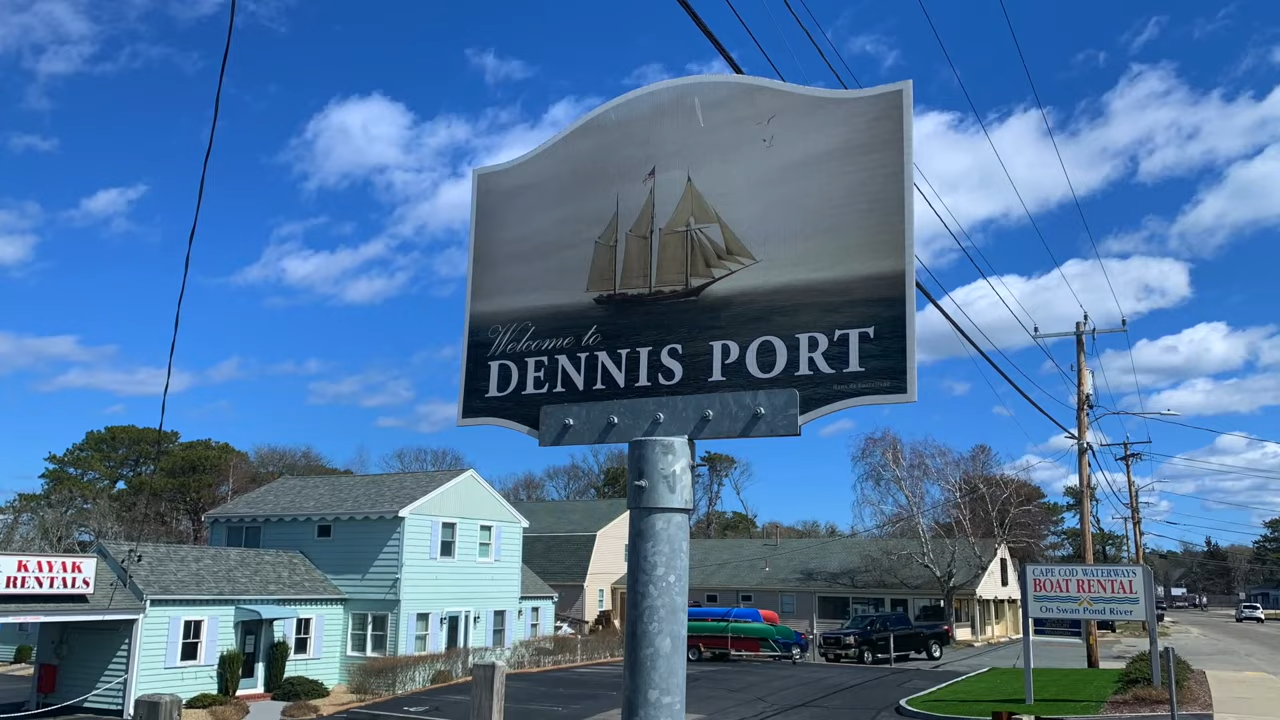 Welcome to
DENNIS PORT
KAYAK
RENTALS
CAPE COD WATERWAYS
BOAT RENTAL
On Swan Pond River